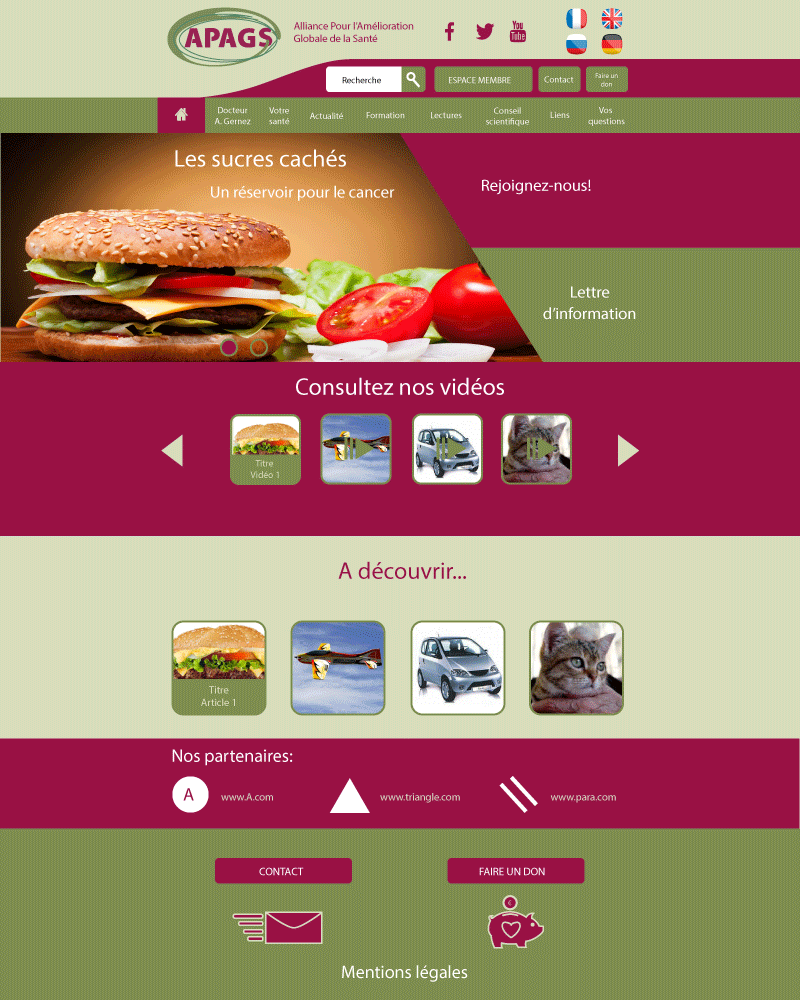 APAGS
Alliance Pour l'Amélioration
Globale de la Santé
You
Tube
Recherche
ESPACE MEMBRE
Contact
Faire un
don
Docteur
A. Gernez
Votre
santé
Actualité
Formation
Lectures
Conseil
scientifique
Liens
Vos
questions
Les sucres cachés
Un réservoir pour le cancer
Rejoignez-nous!
Lettre
d'information
Consultez nos vidéos
Titre
Vidéo 1
A découvrir...
Titre
Article 1
Nos partenaires:
A
www.A.com
www.triangle.com
www.para.com
CONTACT
FAIRE UN DON
€
Mentions légales